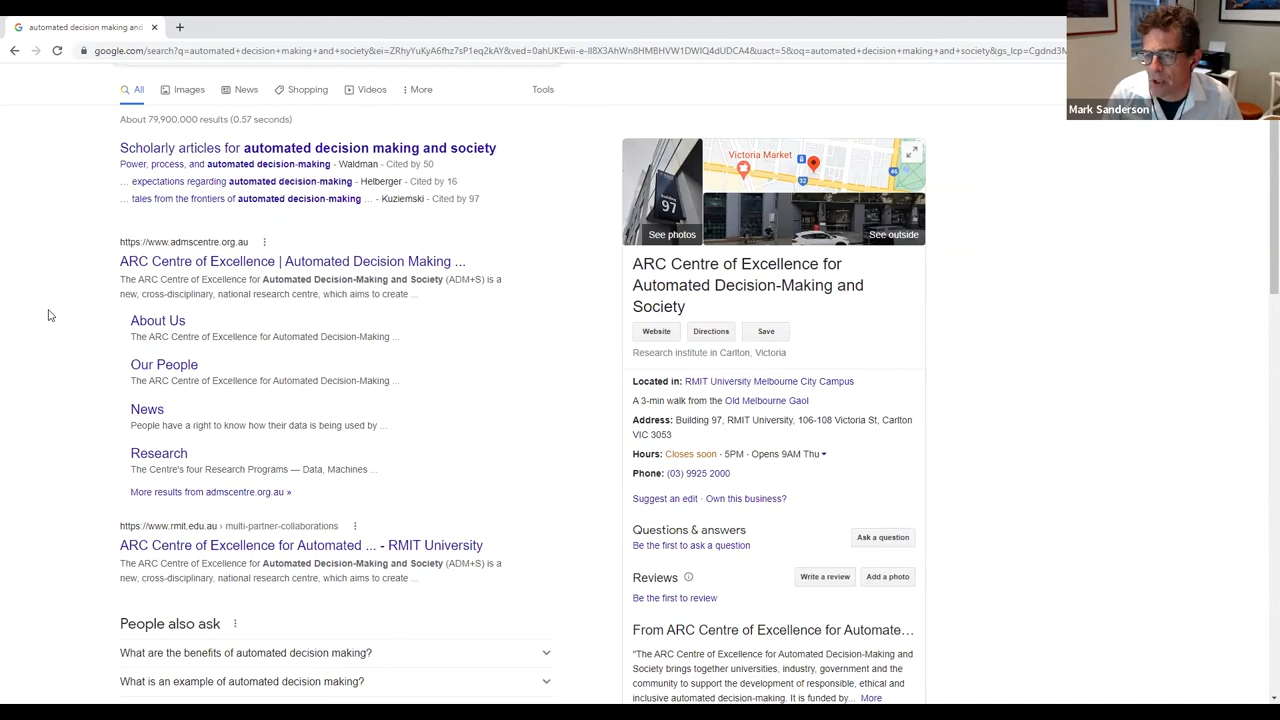 automated decision making and
google.com/search?q=automated+decision+making+and+society&ei=ZRhyYuKyA6fhz7sP1eq2kAY&ved=0ahUKEwii-e-Il8X3AhWn8HMBHVW1DWIQ4dUDCA4&uact=5&oq=automated+decision+making+and+society&gs_lcp=Cgdnd3M
Mark Sanderson
All
Images
News
Shopping
Videos
More
Tools
About 79,900,000 results (0.57 seconds)
Scholarly articles for automated decision making and society
Power, process, and automated decision-making - Waldman - Cited by 50
... expectations regarding automated decision-making - Helberger - Cited by 16
... tales from the frontiers of automated decision-making ... - Kuziemski - Cited by 97
https://www.admscentre.org.au
ARC Centre of Excellence | Automated Decision Making ...
The ARC Centre of Excellence for Automated Decision-Making and Society (ADM+S) is a
new, cross-disciplinary, national research centre, which aims to create ...
About Us
The ARC Centre of Excellence for Automated Decision-Making ...
Our People
The ARC Centre of Excellence for Automated Decision-Making ...
News
People have a right to know how their data is being used by ...
Research
The Centre's four Research Programs — Data, Machines ...
More results from admscentre.org.au »
https://www.rmit.edu.au › multi-partner-collaborations
ARC Centre of Excellence for Automated ... - RMIT University
The ARC Centre of Excellence for Automated Decision-Making and Society (ADM+S) is a
new, cross-disciplinary, national research centre, which aims to create ...
People also ask
What are the benefits of automated decision making?
What is an example of automated decision making?
Victoria Market
8
32
46
97
See photos
See outside
ARC Centre of Excellence for
Automated Decision-Making and
Society
Website
Directions
Save
Research institute in Carlton, Victoria
Located in: RMIT University Melbourne City Campus
A 3-min walk from the Old Melbourne Gaol
Address: Building 97, RMIT University, 106-108 Victoria St, Carlton
VIC 3053
Hours: Closes soon · 5PM · Opens 9AM Thu
Phone: (03) 9925 2000
Suggest an edit · Own this business?
Questions & answers
Be the first to ask a question
Ask a question
Reviews
Write a review
Add a photo
Be the first to review
From ARC Centre of Excellence for Automate…
"The ARC Centre of Excellence for Automated Decision-Making and
Society brings together universities, industry, government and the
community to support the development of responsible, ethical and
inclusive automated decision-making. It is funded by... More